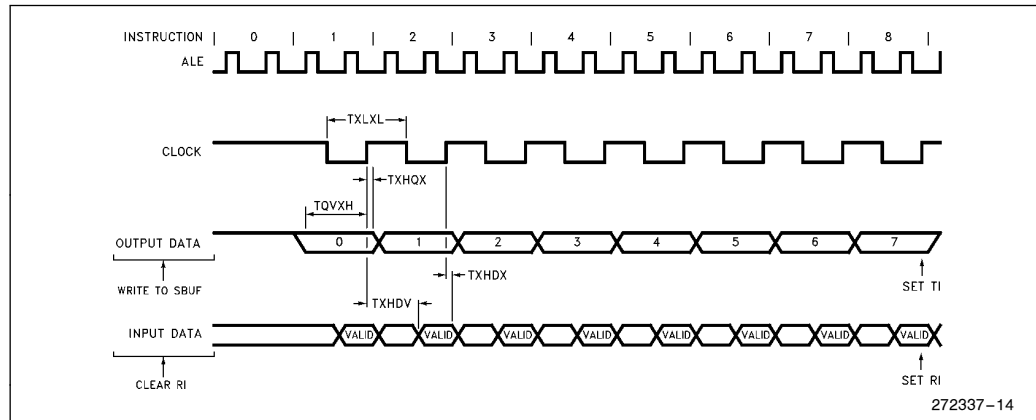 INSTRUCTION | 0 | 1 | 2 | 3 | 4 | 5 | 6 | 7 | 8 |
ALE
TXLXL
CLOCK
TXHQX
TQVXH
OUTPUT DATA 0 1 2 3 4 5 6 7
TXHDX
WRITE TO SBUF
SET TI
TXHDV
INPUT DATA VALID VALID VALID VALID VALID VALID VALID VALID
CLEAR RI
SET RI
272337–14